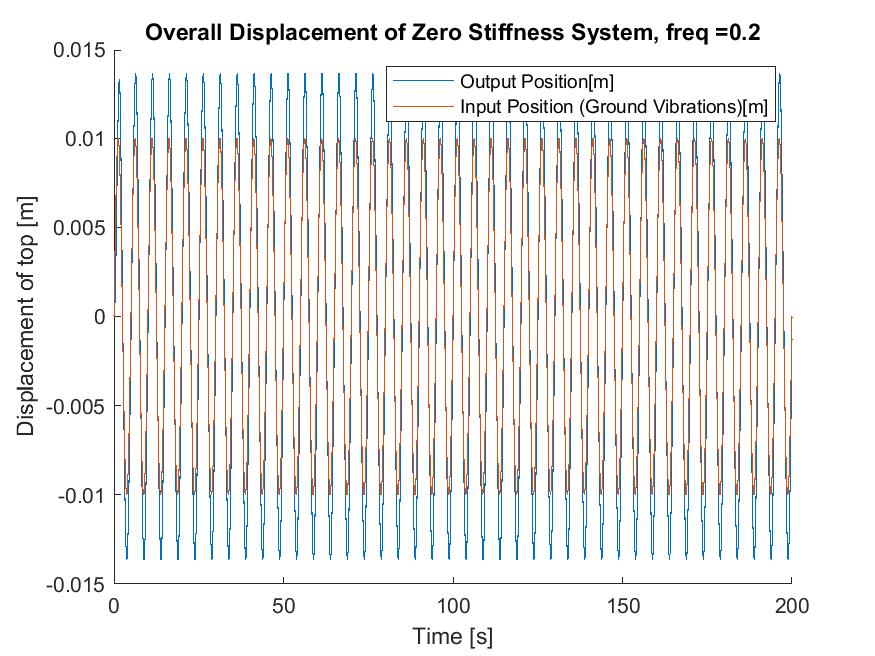 Overall Displacement of Zero Stiffness System, freq =0.2
0.015
Output Position[m]
Input Position (Ground Vibrations)[m]
0.01
0.005
0
-0.005
-0.01
-0.015
Displacement of top [m]
0 50 100 150 200
Time [s]